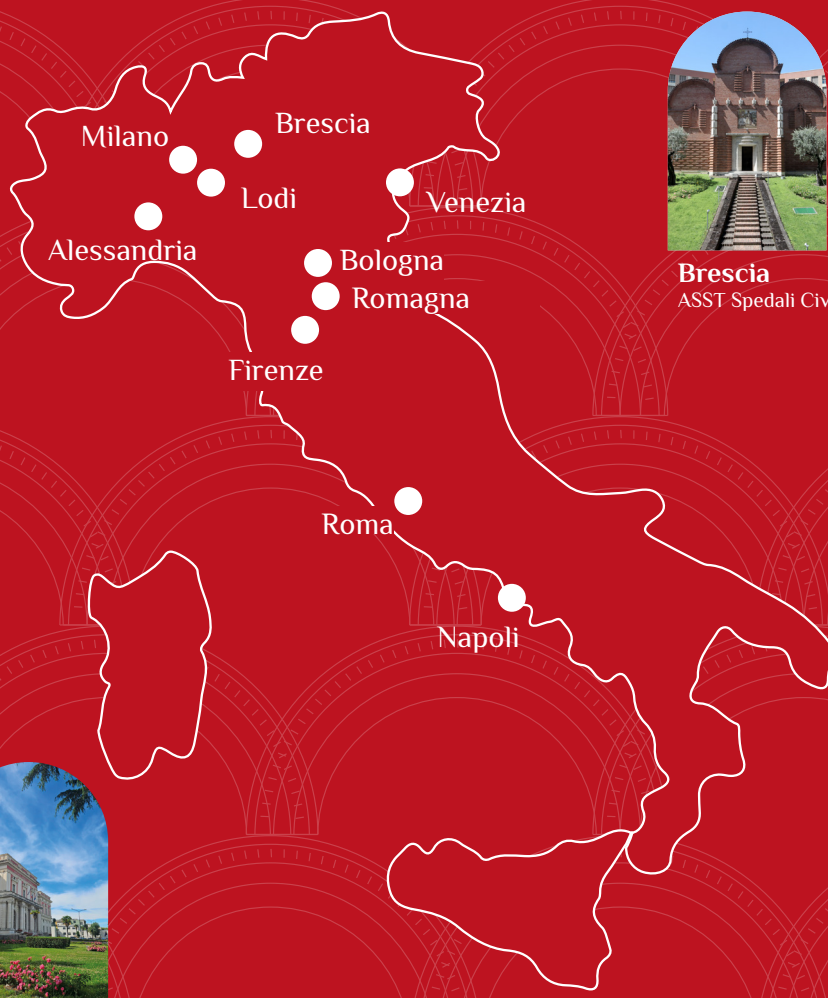 Milano
Brescia
Lodi
Venezia
Alessandria
Bologna
Romagna
Firenze
Roma
Napoli
Brescia
ASST Spedali Civ